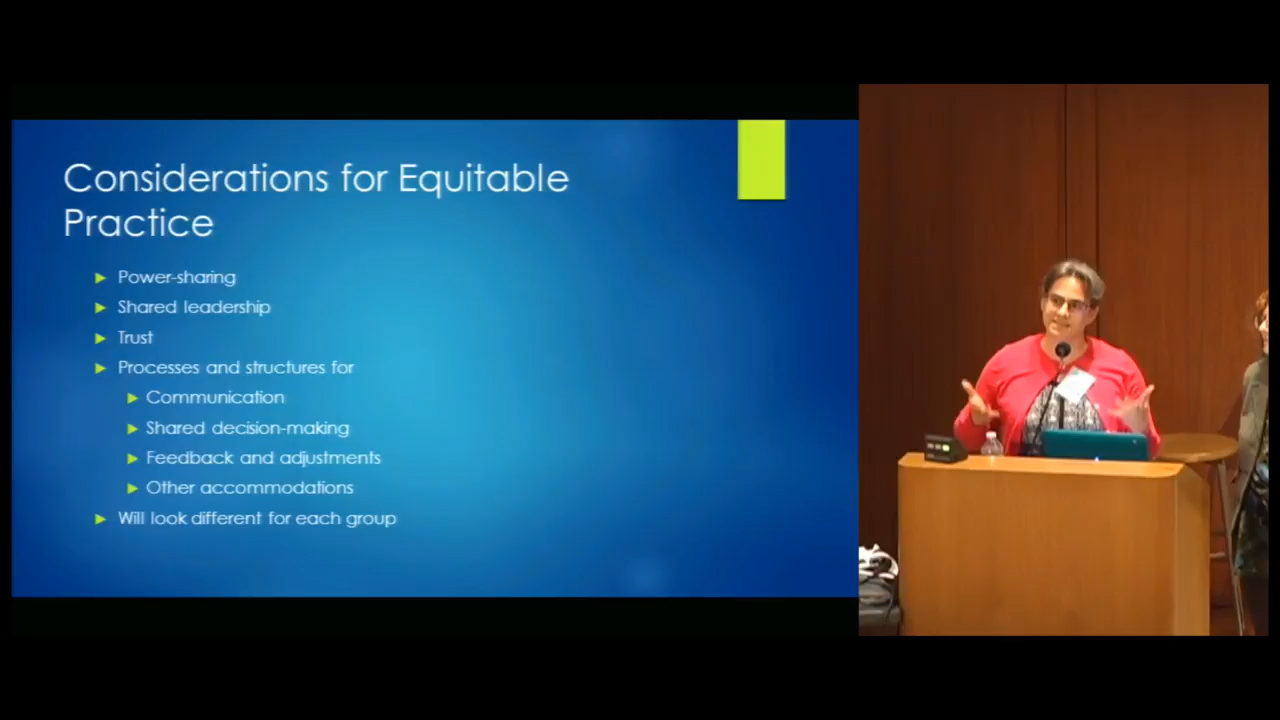 Considerations for Equitable
Practice
Power-sharing
Shared leadership
Trust
Processes and structures for
Communication
Shared decision-making
Feedback and adjustments
Other accommodations
Will look different for each group